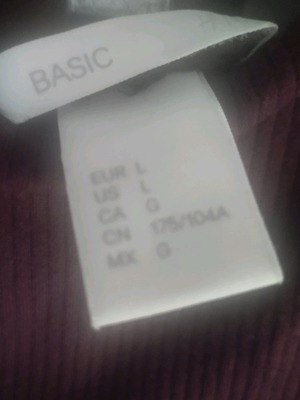 BASIC
EUR L
US L
CA G
CN 175/104A
MX G